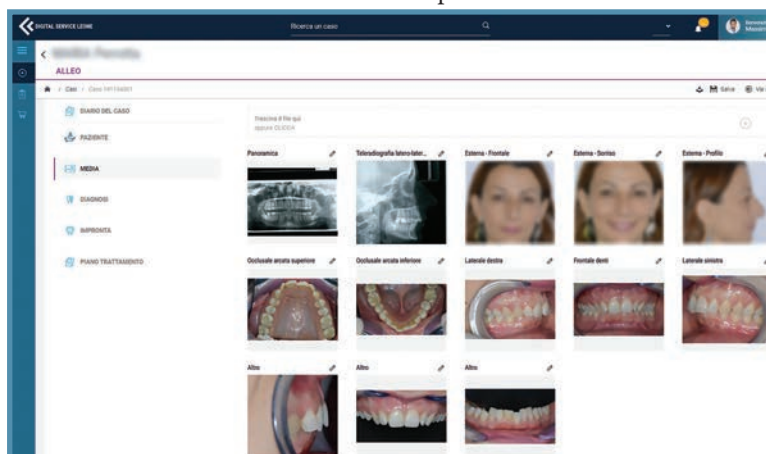 DIGITAL SERVICE LEONE
Ricerca un caso
ALLEO
/ Casi /
Salva
DIARIO DEL CASO
PAZIENTE
MEDIA
DIAGNOSI
IMPRONTA
PIANO TRATTAMENTO
Trascina il file qui
oppure CLICCA
Panoramica
Teleradiografia latero-later...
Esterna - Frontale
Esterna - Sorriso
Esterna - Profilo
Occlusale arcata superiore
Occlusale arcata inferiore
Laterale destra
Frontale denti
Laterale sinistra
Altro
Altro
Altro